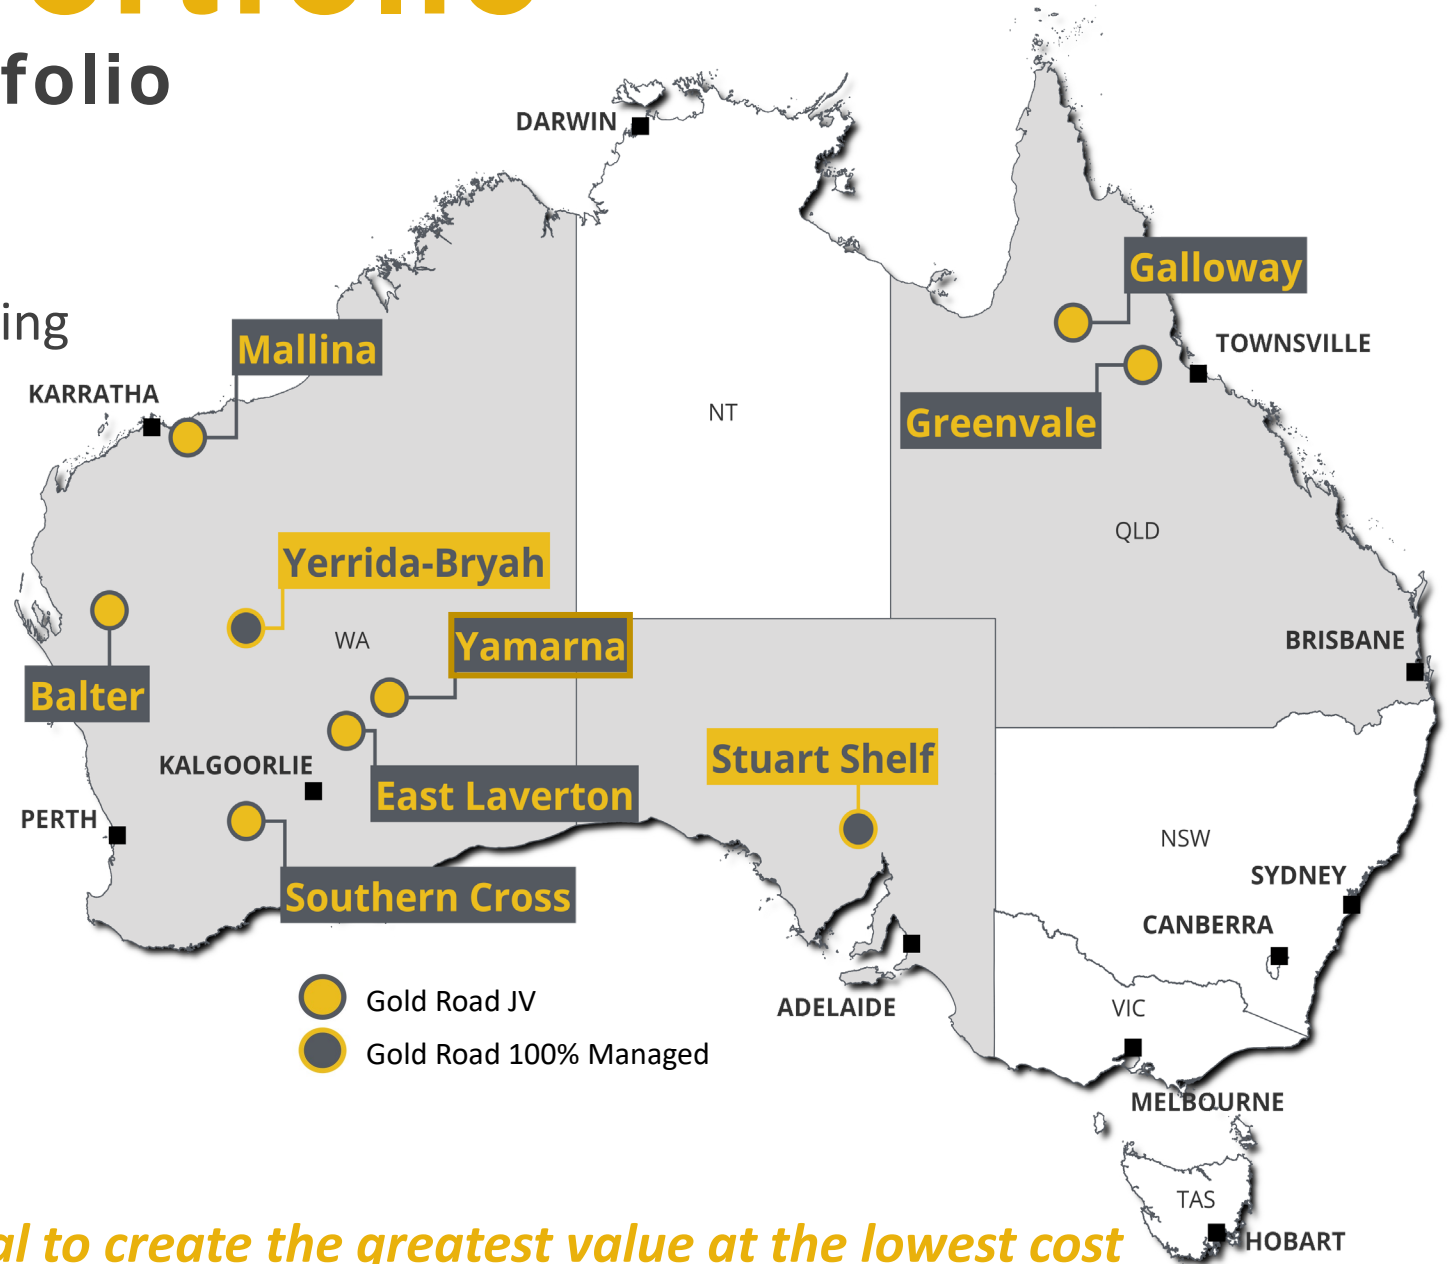 folio
DARWIN
Galloway
ing
TOWNSVILLE
Mallina
KARRATHA
NT
Greenvale
QLD
Yerrida-Bryah
WA
Yamarna
BRISBANE
Balter
Stuart Shelf
KALGOORLIE
East Laverton
PERTH
NSW
SYDNEY
Southern Cross
CANBERRA
Gold Road JV
ADELAIDE
VIC
Gold Road 100% Managed
MELBOURNE
TAS
al to create the greatest value at the lowest cost
HOBART